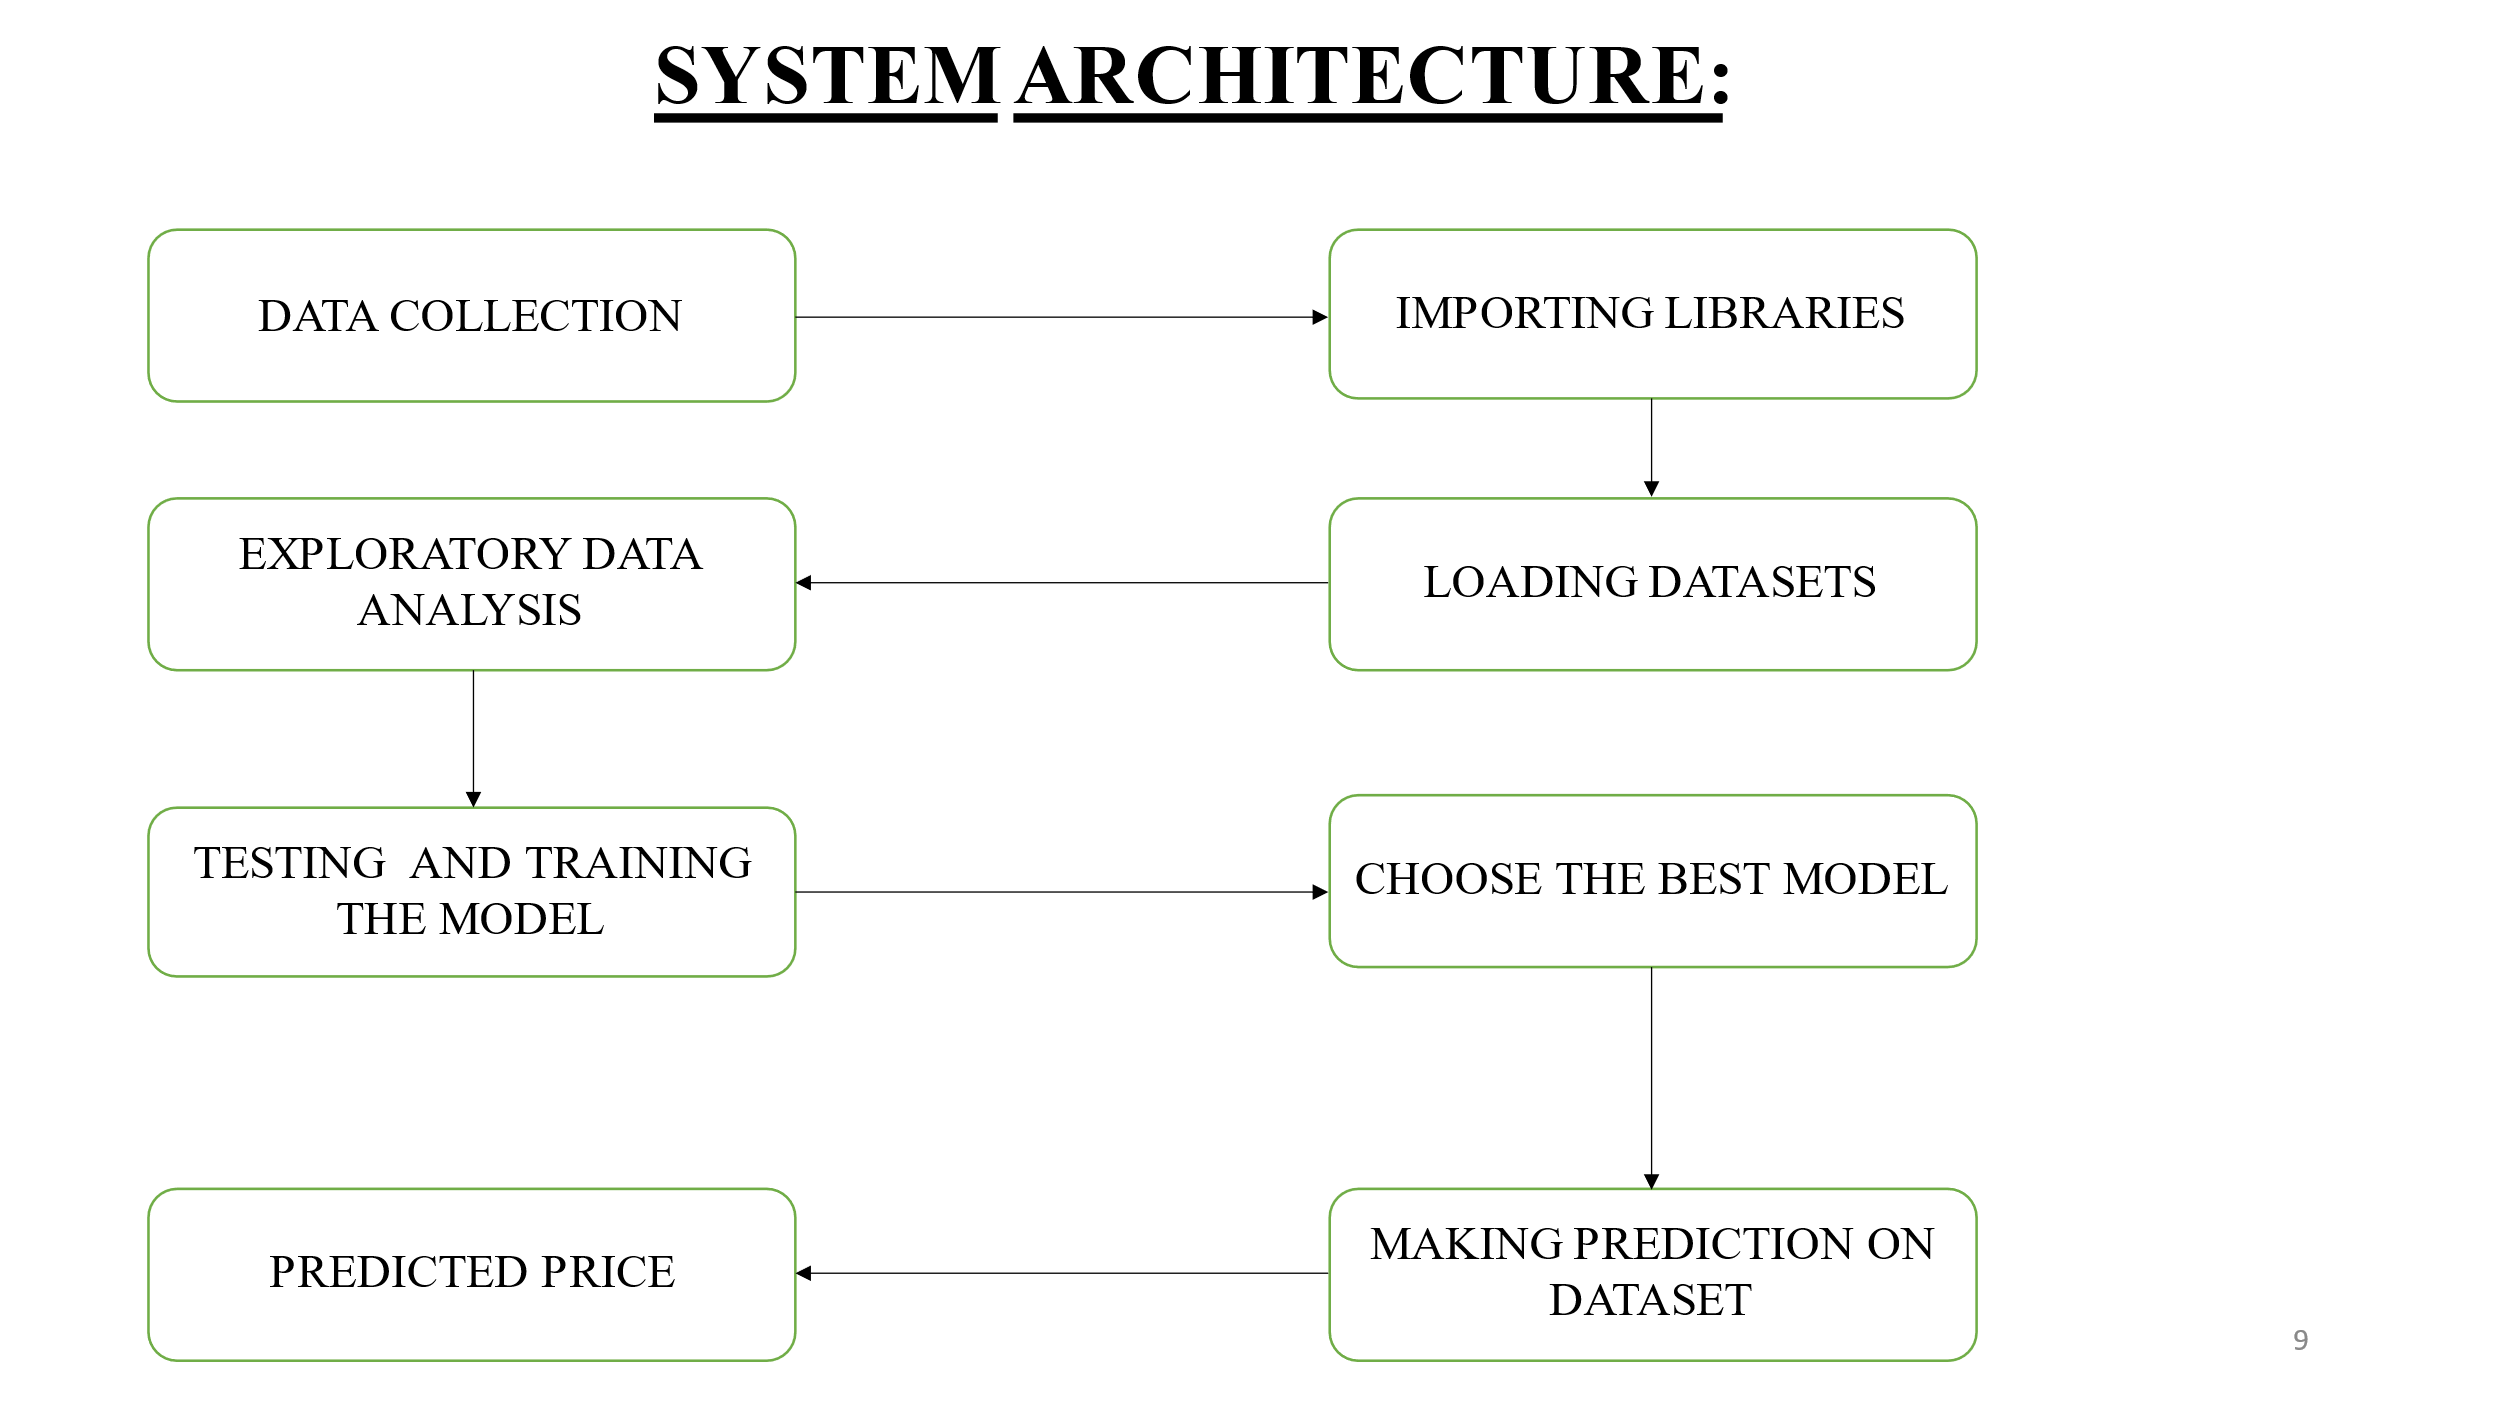 SYSTEM ARCHITECTURE:
DATA COLLECTION
IMPORTING LIBRARIES
EXPLORATORY DATA
ANALYSIS
LOADING DATASETS
TESTING  AND TRAINING
THE MODEL
CHOOSE THE BEST MODEL
PREDICTED PRICE
MAKING PREDICTION ON
DATASET
9